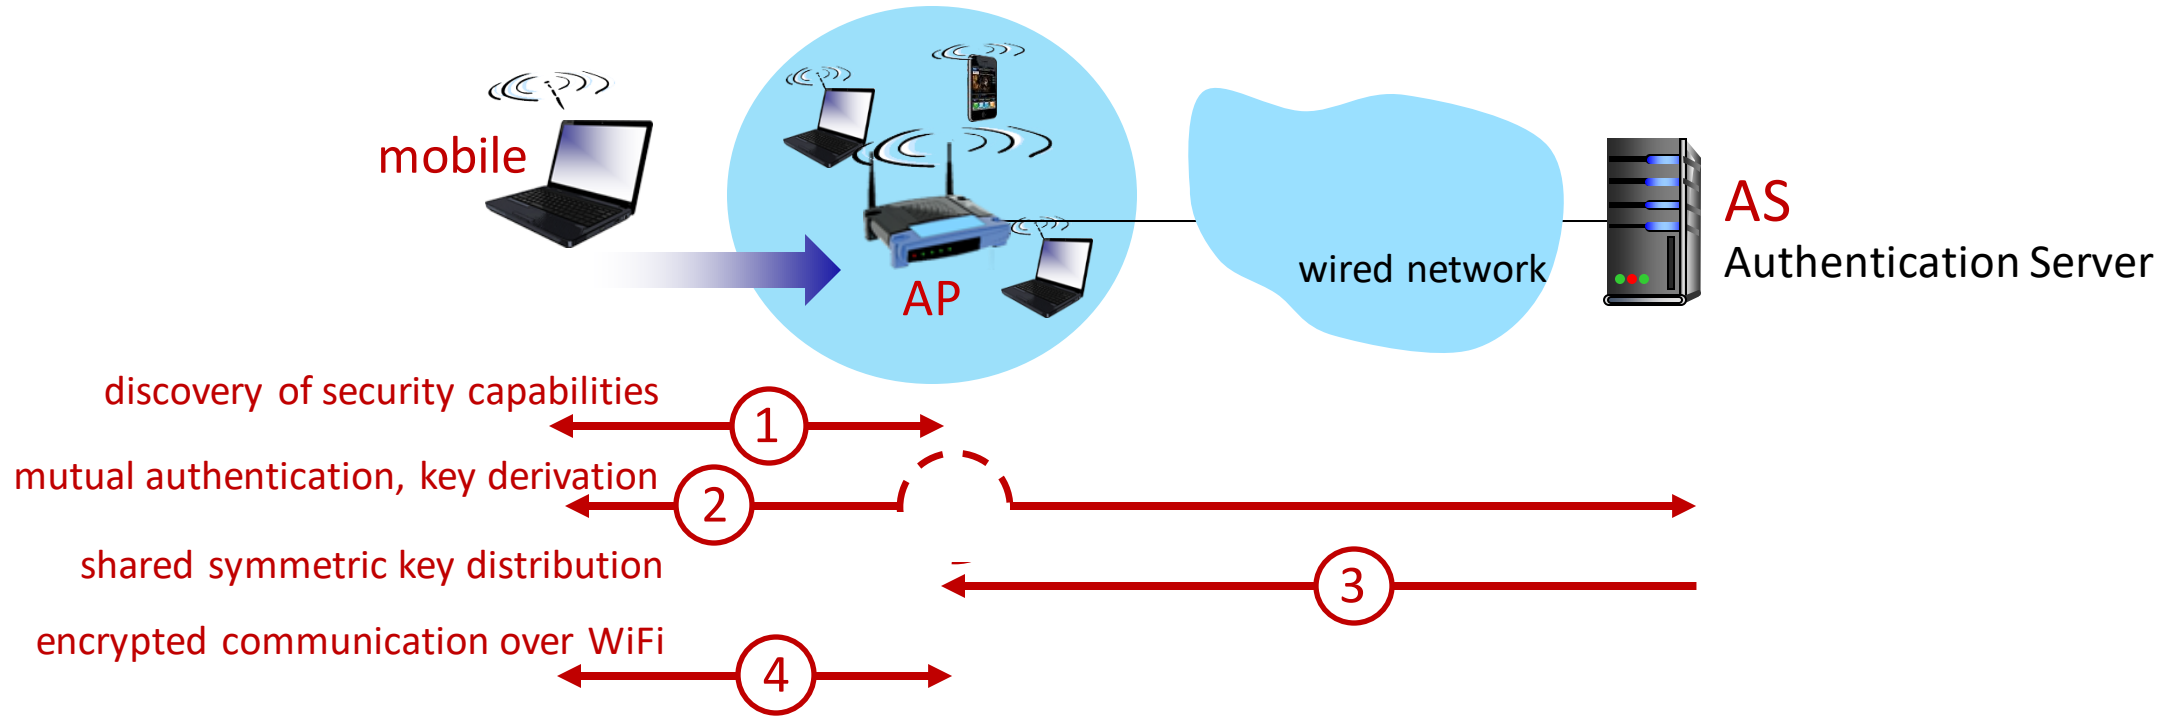 mobile
AP
wired network
AS
Authentication Server
discovery of security capabilities
1
mutual authentication, key derivation
2
shared symmetric key distribution
3
encrypted communication over WiFi
4